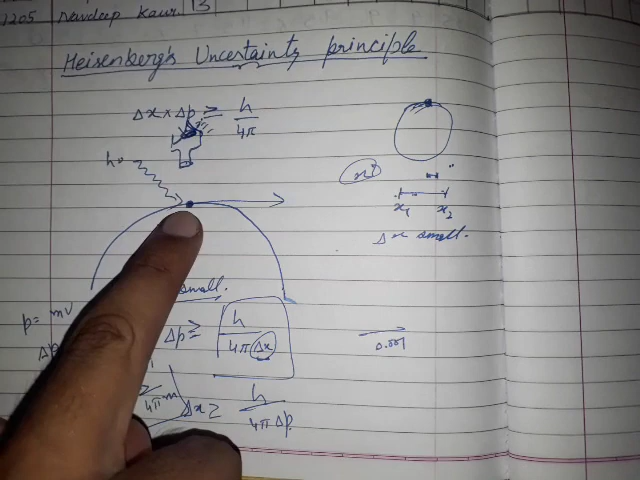 1205 Navdeep Kaur. 13
Heisenberg's Uncertainty principle
Δx × Δp ≥ h/4π
hν
x
x₁ x₂
Δx small.
small.
p = mv
Δp ≥ h/4πΔx
0.001
4πm
Δx ≥ h/4πΔp